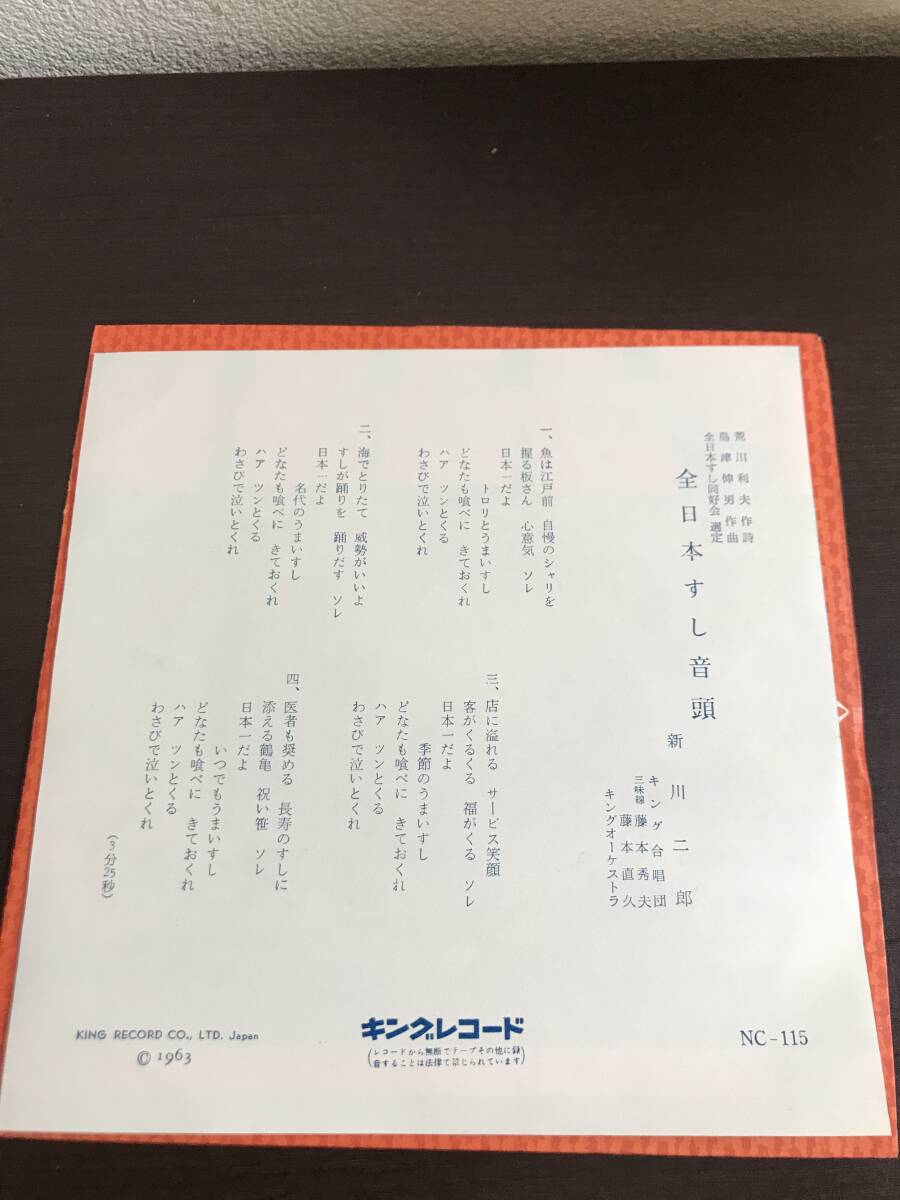 荒川利夫 作詩
島津伸男 作曲
全日本すし同好会 選定
全日本すし音頭
新川二郎
キング合唱団
三味線 藤本秀夫
藤本直久
キングオーケストラ
一、魚は江戸前 自慢のシャリを
握る板さん 心意気 ソレ
日本一だよ
トロリとうまいすし
どなたも喰べに きておくれ
ハア ツンとくる
わさびで泣いとくれ
二、海でとりたて 威勢がいいよ
すしが踊りを 踊りだす ソレ
日本一だよ
名代のうまいすし
どなたも喰べに きておくれ
ハア ツンとくる
わさびで泣いとくれ
三、店に溢れる サービス笑顔
客がくるくる 福がくる ソレ
日本一だよ
季節のうまいすし
どなたも喰べに きておくれ
ハア ツンとくる
わさびで泣いとくれ
四、医者も奨める 長寿のすしに
添える鶴亀 祝い笹 ソレ
日本一だよ
いつでもうまいすし
どなたも喰べに きておくれ
ハア ツンとくる
わさびで泣いとくれ
(3分25秒)
KING RECORD CO., LTD. Japan
© 1963
キングレコード
(レコードから無断でテープその他に録
音することは法律で禁じられています)
NC-115